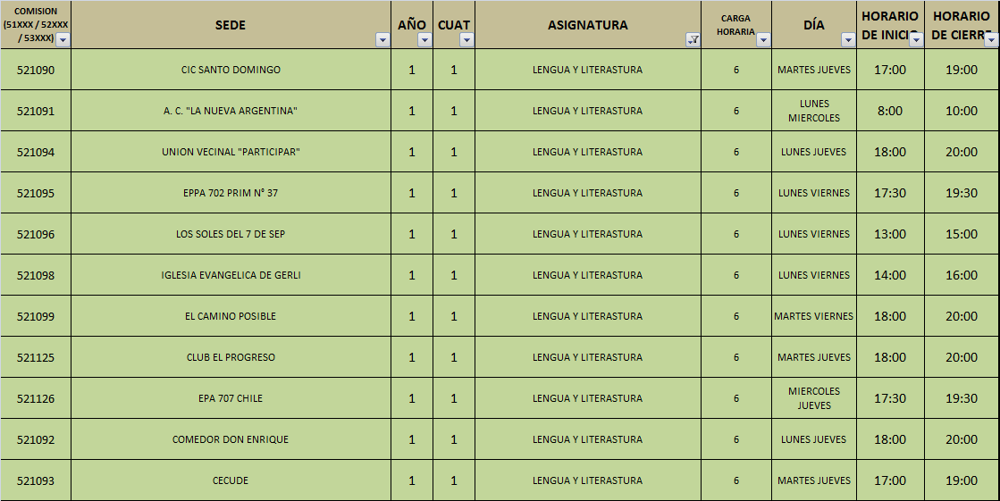 COMISION (51XXX / 52XXX / 53XXX) SEDE AÑO CUAT ASIGNATURA CARGA HORARIA DÍA HORARIO DE INICIO HORARIO DE CIERRE
521090 CIC SANTO DOMINGO 1 1 LENGUA Y LITERASTURA 6 MARTES JUEVES 17:00 19:00
521091 A. C. "LA NUEVA ARGENTINA" 1 1 LENGUA Y LITERASTURA 6 LUNES MIERCOLES 8:00 10:00
521094 UNION VECINAL "PARTICIPAR" 1 1 LENGUA Y LITERASTURA 6 LUNES JUEVES 18:00 20:00
521095 EPPA 702 PRIM N° 37 1 1 LENGUA Y LITERASTURA 6 LUNES VIERNES 17:30 19:30
521096 LOS SOLES DEL 7 DE SEP 1 1 LENGUA Y LITERASTURA 6 LUNES VIERNES 13:00 15:00
521098 IGLESIA EVANGELICA DE GERLI 1 1 LENGUA Y LITERASTURA 6 LUNES VIERNES 14:00 16:00
521099 EL CAMINO POSIBLE 1 1 LENGUA Y LITERASTURA 6 MARTES VIERNES 18:00 20:00
521125 CLUB EL PROGRESO 1 1 LENGUA Y LITERASTURA 6 MARTES JUEVES 18:00 20:00
521126 EPA 707 CHILE 1 1 LENGUA Y LITERASTURA 6 MIERCOLES JUEVES 17:30 19:30
521092 COMEDOR DON ENRIQUE 1 1 LENGUA Y LITERASTURA 6 LUNES JUEVES 18:00 20:00
521093 CECUDE 1 1 LENGUA Y LITERASTURA 6 MARTES JUEVES 17:00 19:00